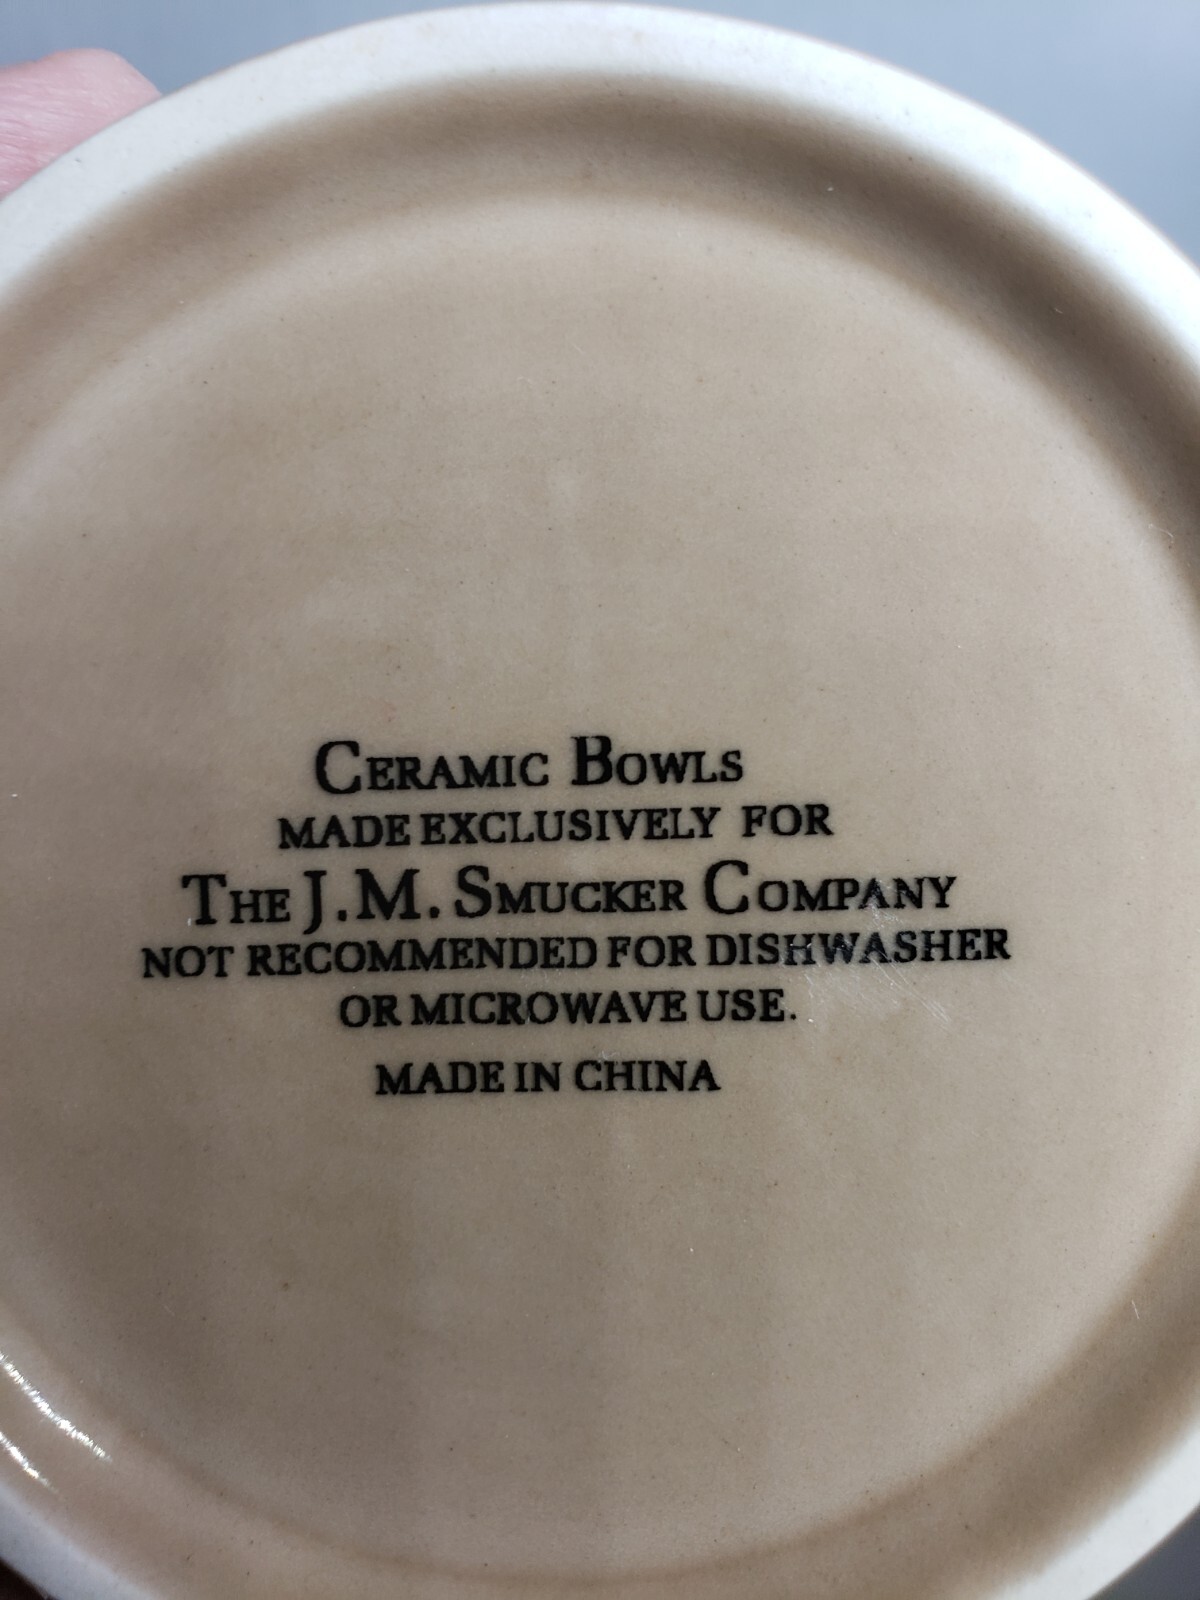 CERAMIC BOWLS
MADE EXCLUSIVELY FOR
THE J.M. SMUCKER COMPANY
NOT RECOMMENDED FOR DISHWASHER
OR MICROWAVE USE.
MADE IN CHINA